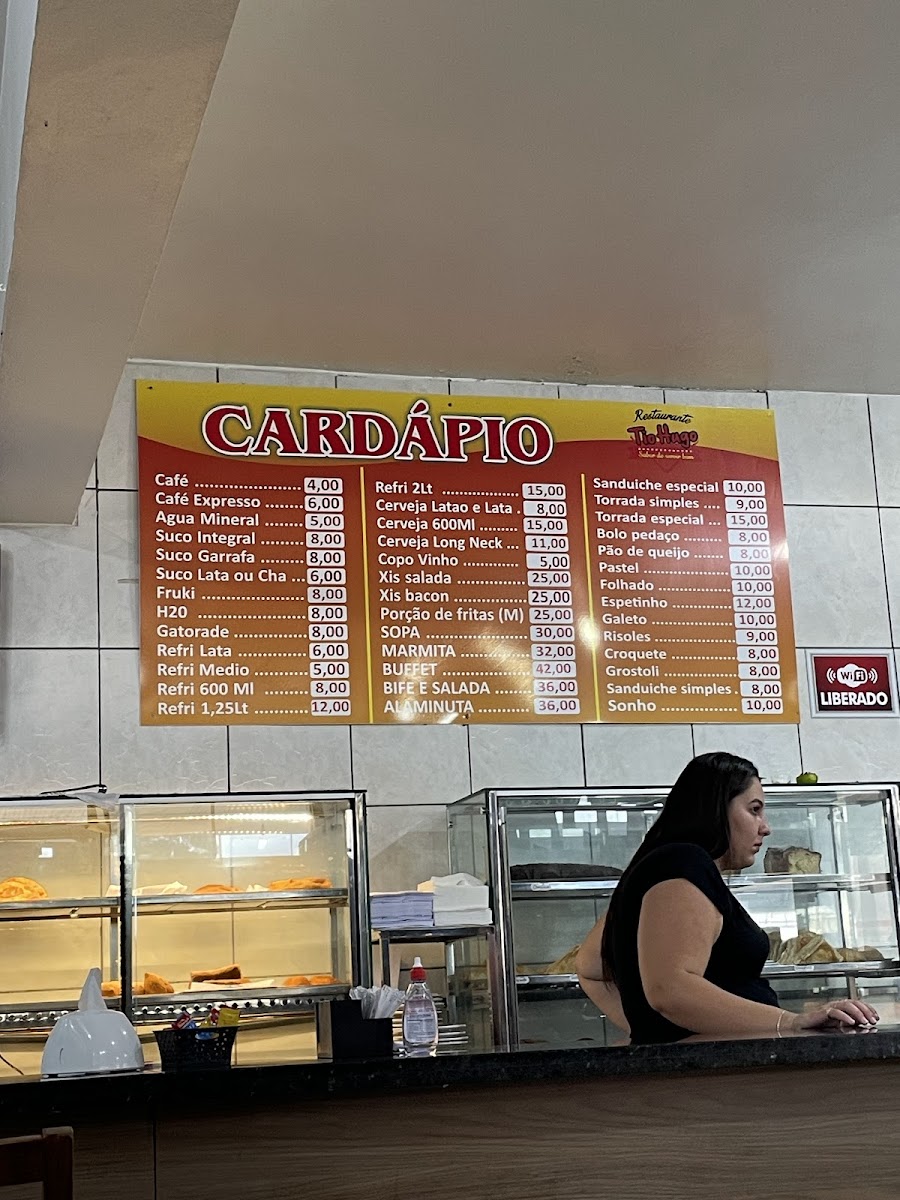 CARDÁPIO
Restaurante
Tio Hugo
Sabor de comer bem
Café ........ 4,00
Café Expresso ........ 6,00
Agua Mineral ........ 5,00
Suco Integral ........ 8,00
Suco Garrafa ........ 8,00
Suco Lata ou Cha ... 6,00
Fruki ........ 8,00
H20 ........ 8,00
Gatorade ........ 8,00
Refri Lata ........ 6,00
Refri Medio ........ 5,00
Refri 600 Ml ........ 8,00
Refri 1,25Lt ........ 12,00
Refri 2Lt ........ 15,00
Cerveja Latao e Lata . 8,00
Cerveja 600Ml ........ 15,00
Cerveja Long Neck ... 11,00
Copo Vinho ........ 5,00
Xis salada ........ 25,00
Xis bacon ........ 25,00
Porção de fritas (M) 25,00
SOPA ........ 30,00
MARMITA ........ 32,00
BUFFET ........ 42,00
BIFE E SALADA ........ 36,00
ALAMINUTA ........ 36,00
Sanduiche especial 10,00
Torrada simples .... 9,00
Torrada especial ... 15,00
Bolo pedaço ........ 8,00
Pão de queijo ........ 8,00
Pastel ........ 10,00
Folhado ........ 10,00
Espetinho ........ 12,00
Galeto ........ 10,00
Risoles ........ 9,00
Croquete ........ 8,00
Grostoli ........ 8,00
Sanduiche simples . 8,00
Sonho ........ 10,00
WiFi
LIBERADO